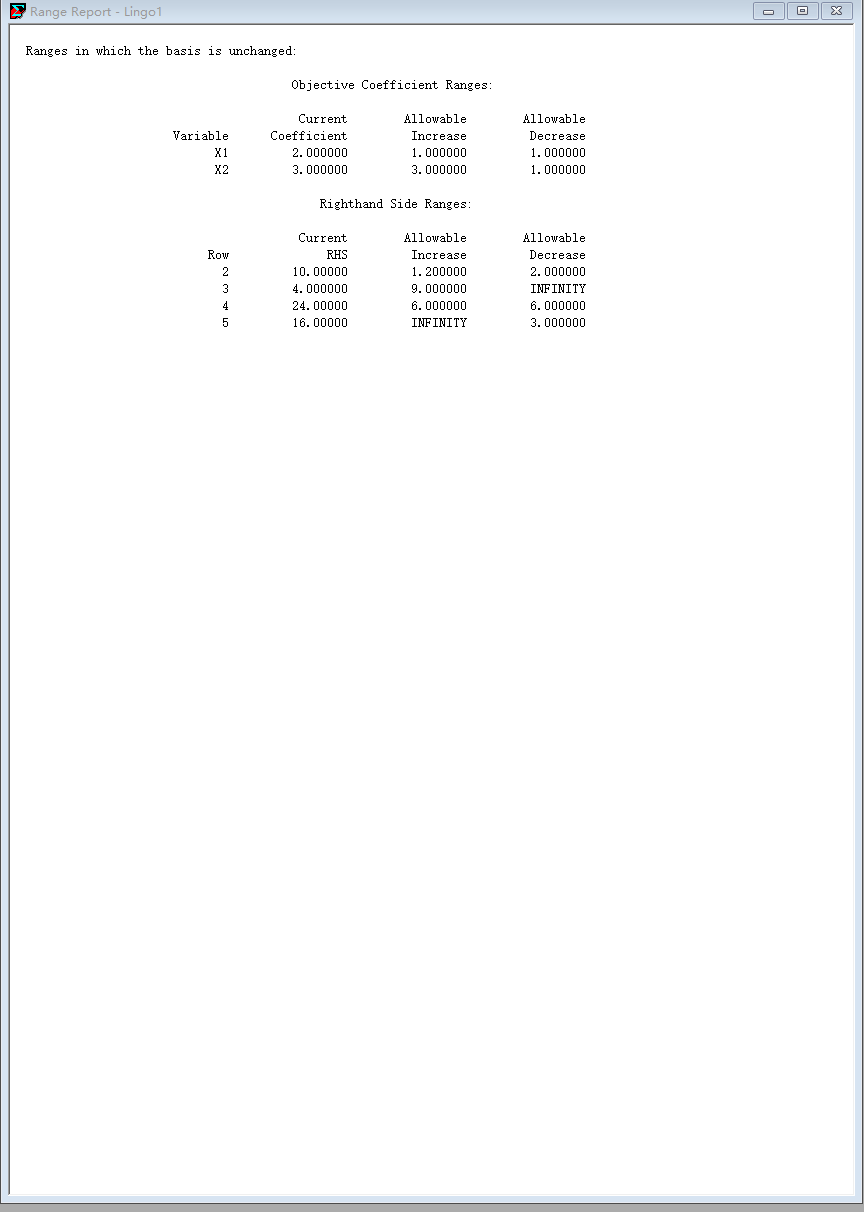 Range Report - Lingo1
Ranges in which the basis is unchanged:
Objective Coefficient Ranges:
Current Allowable Allowable
Variable Coefficient Increase Decrease
X1 2.000000 1.000000 1.000000
X2 3.000000 3.000000 1.000000
Righthand Side Ranges:
Current Allowable Allowable
Row RHS Increase Decrease
2 10.00000 1.200000 2.000000
3 4.000000 9.000000 INFINITY
4 24.00000 6.000000 6.000000
5 16.00000 INFINITY 3.000000